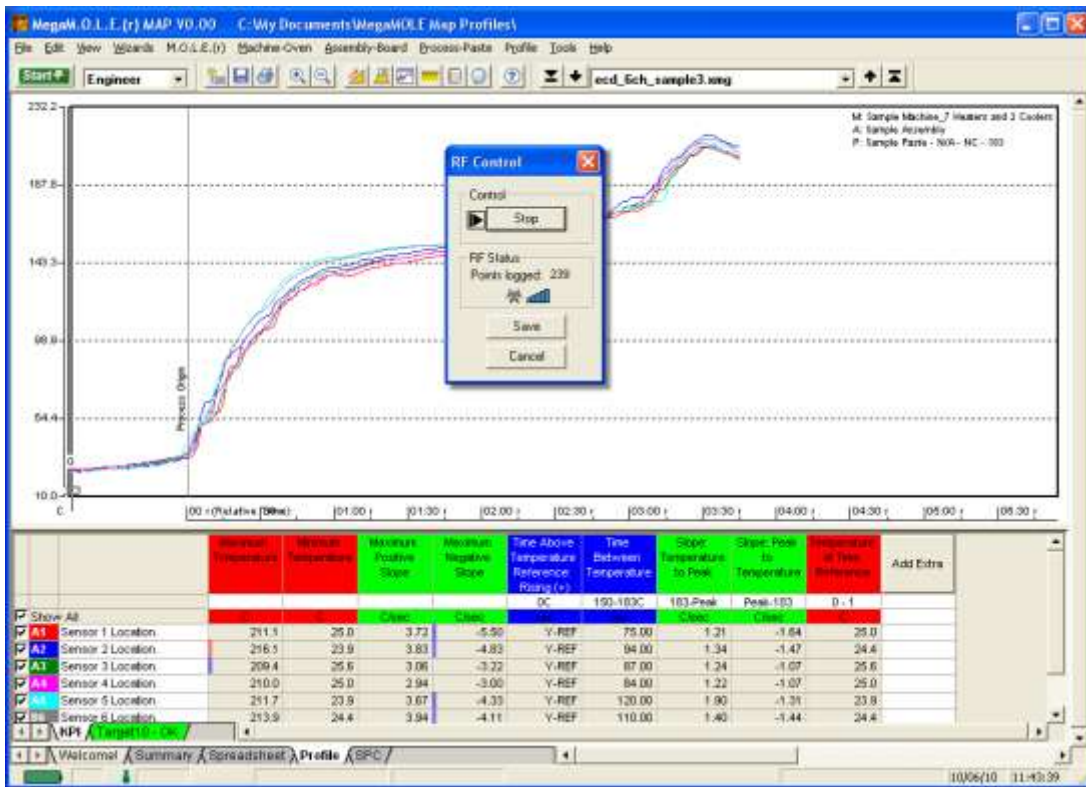 MegaM.O.L.E.(r) MAP V0.00 C:\My Documents\MegaMOLE Map Profiles\
File Edit View Wizards M.O.L.E.(r) Machine-Oven Assembly-Board Process-Paste Profile Tools Help
Start Engineer ecd_6ch_sample3.xmg
232.2
M: Sample Machine_7 Heaters and 2 Coolers
A: Sample Assembly
P: Sample Paste - N/A - NC - 183
RF Control
187.8
Control
Stop
143.3
RF Status
Points logged: 239
98.8
Save
Cancel
Process Origin
54.4
10.0
C
00 = (Relative Time) 01:00 01:30 02:00 02:30 03:00 03:30 04:00 04:30 05:00 05:30
Maximum Temperature
Minimum Temperature
Maximum Positive Slope
Maximum Negative Slope
Time Above Temperature Reference: Rising (+)
Time Between Temperature
Slope: Temperature to Peak
Slope: Peak to Temperature
Temperature at Time Reference
Add Extra
0C 150-183C 183-Peak Peak-183 0 - 1
Show All C C C/sec C/sec C/sec C/sec C
A1 Sensor 1 Location 211.1 25.0 3.72 -5.50 Y-REF 75.00 1.21 -1.64 25.0
A2 Sensor 2 Location 216.1 23.9 3.83 -4.83 Y-REF 94.00 1.34 -1.47 24.4
A3 Sensor 3 Location 209.4 25.6 3.06 -3.22 Y-REF 87.00 1.24 -1.07 25.6
A4 Sensor 4 Location 210.0 25.0 2.94 -3.00 Y-REF 84.00 1.22 -1.07 25.0
Sensor 5 Location 211.7 23.9 3.67 -4.33 Y-REF 120.00 1.90 -1.31 23.9
Sensor 6 Location 213.9 24.4 3.94 -4.11 Y-REF 110.00 1.40 -1.44 24.4
KPI Target10 - OK
Welcome! Summary Spreadsheet Profile SPC
10/06/10 11:43:39